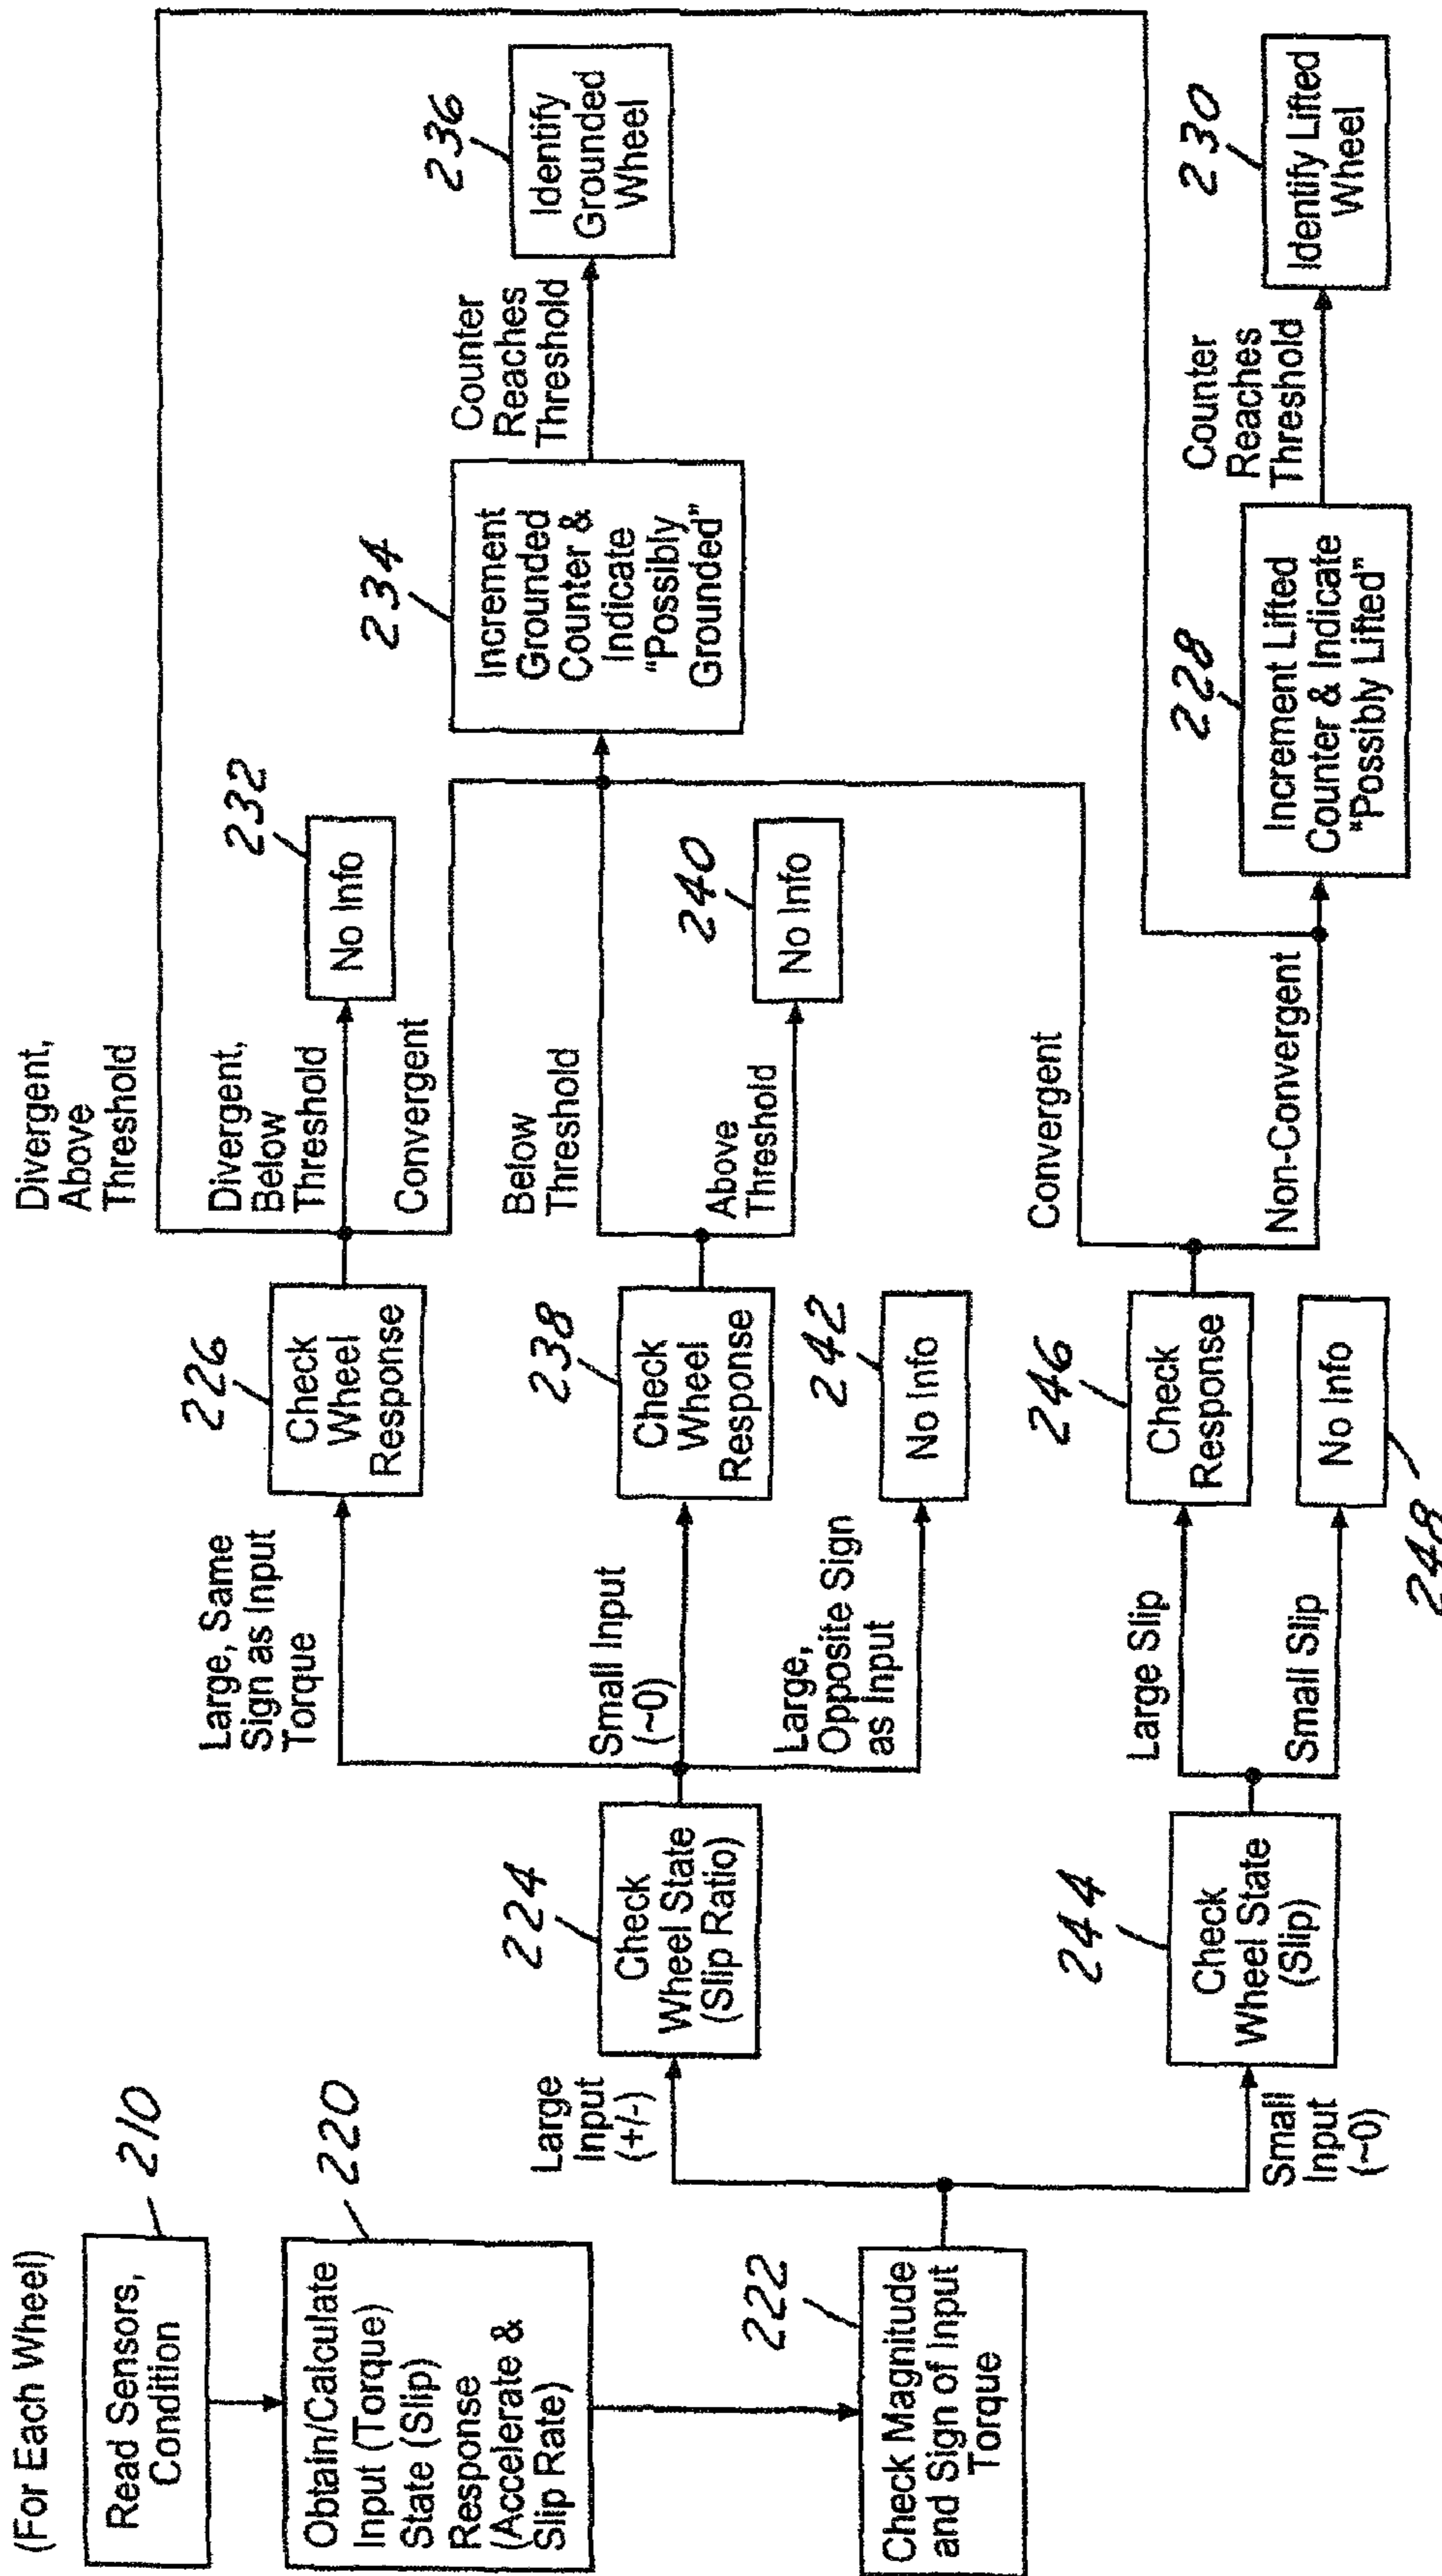 (For Each Wheel)
210
Read Sensors,
Condition
220
Obtain/Calculate
Input (Torque)
State (Slip)
Response
(Accelerate &
Slip Rate)
222
Check Magnitude
and Sign of Input
Torque
Large
Input
(+/-)
Small
Input
(~0)
224
Check
Wheel State
(Slip Ratio)
244
Check
Wheel State
(Slip)
Large, Same
Sign as Input
Torque
Small Input
(~0)
Large,
Opposite Sign
as Input
Large Slip
Small Slip
226
Check
Wheel
Response
238
Check
Wheel
Response
242
No Info
246
Check
Response
No Info
248
Divergent,
Above
Threshold
Divergent,
Below
Threshold
Convergent
Below
Threshold
Above
Threshold
Convergent
Non-Convergent
232
No Info
240
No Info
234
Increment
Grounded
Counter &
Indicate
"Possibly
Grounded"
228
Increment Lifted
Counter & Indicate
"Possibly Lifted"
Counter
Reaches
Threshold
Counter
Reaches
Threshold
236
Identify
Grounded
Wheel
230
Identify Lifted
Wheel